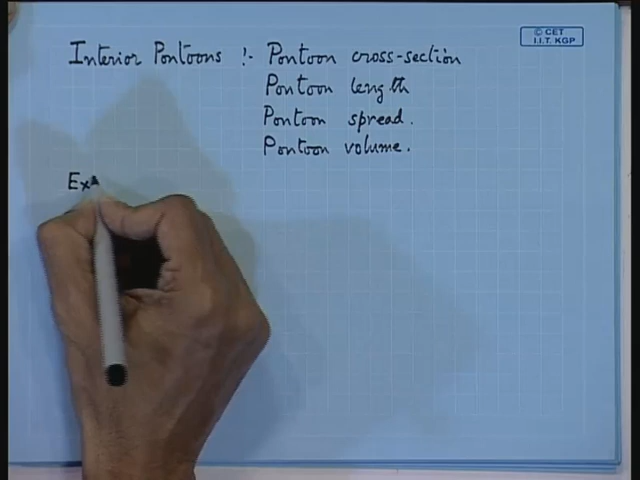 © CET
I.I.T. KGP
Interior Pontoons :- Pontoon cross-section
Pontoon length
Pontoon spread.
Pontoon volume.
Ex